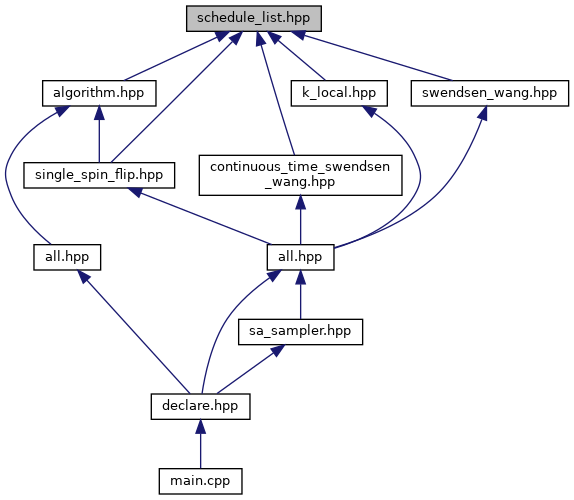 schedule_list.hpp
algorithm.hpp
k_local.hpp
swendsen_wang.hpp
single_spin_flip.hpp
continuous_time_swendsen
_wang.hpp
all.hpp
all.hpp
sa_sampler.hpp
declare.hpp
main.cpp